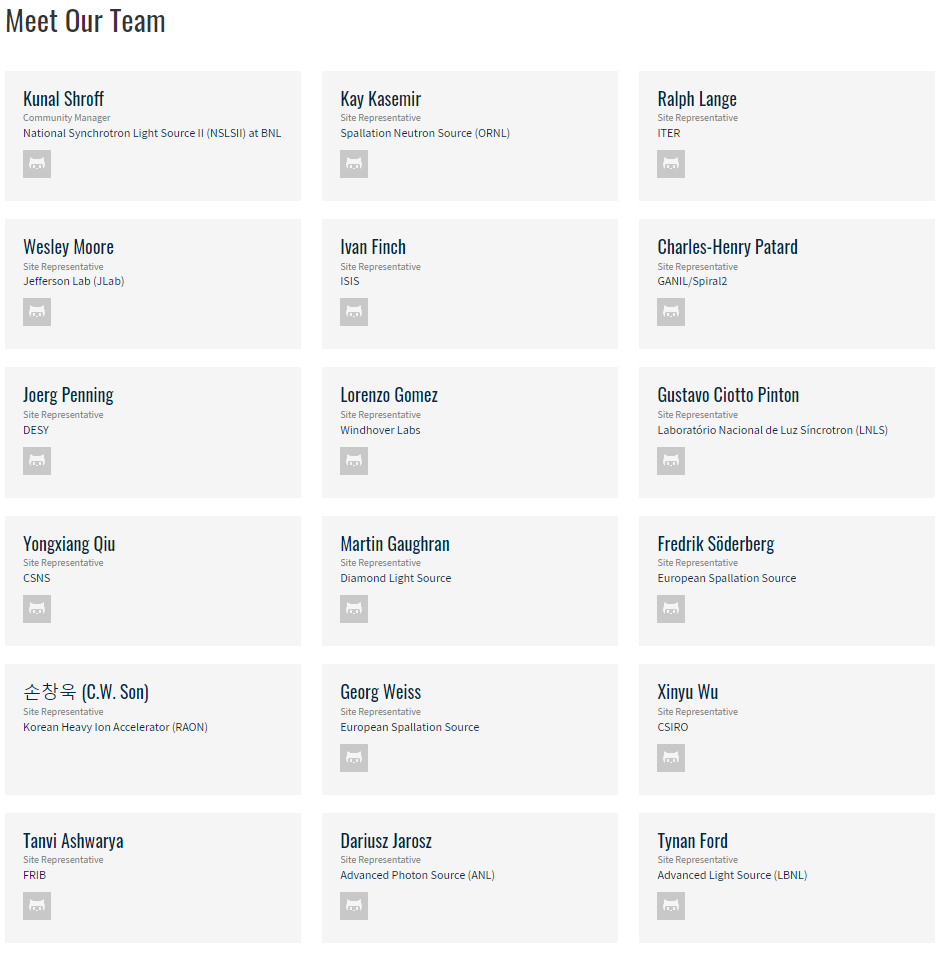 Meet Our Team
Kunal Shroff
Community Manager
National Synchrotron Light Source II (NSLSII) at BNL
Kay Kasemir
Site Representative
Spallation Neutron Source (ORNL)
Ralph Lange
Site Representative
ITER
Wesley Moore
Site Representative
Jefferson Lab (JLab)
Ivan Finch
Site Representative
ISIS
Charles-Henry Patard
Site Representative
GANIL/Spiral2
Joerg Penning
Site Representative
DESY
Lorenzo Gomez
Site Representative
Windhover Labs
Gustavo Ciotto Pinton
Site Representative
Laboratório Nacional de Luz Síncrotron (LNLS)
Yongxiang Qiu
Site Representative
CSNS
Martin Gaughran
Site Representative
Diamond Light Source
Fredrik Söderberg
Site Representative
European Spallation Source
손창욱 (C.W. Son)
Site Representative
Korean Heavy Ion Accelerator (RAON)
Georg Weiss
Site Representative
European Spallation Source
Xinyu Wu
Site Representative
CSIRO
Tanvi Ashwarya
Site Representative
FRIB
Dariusz Jarosz
Site Representative
Advanced Photon Source (ANL)
Tynan Ford
Site Representative
Advanced Light Source (LBNL)